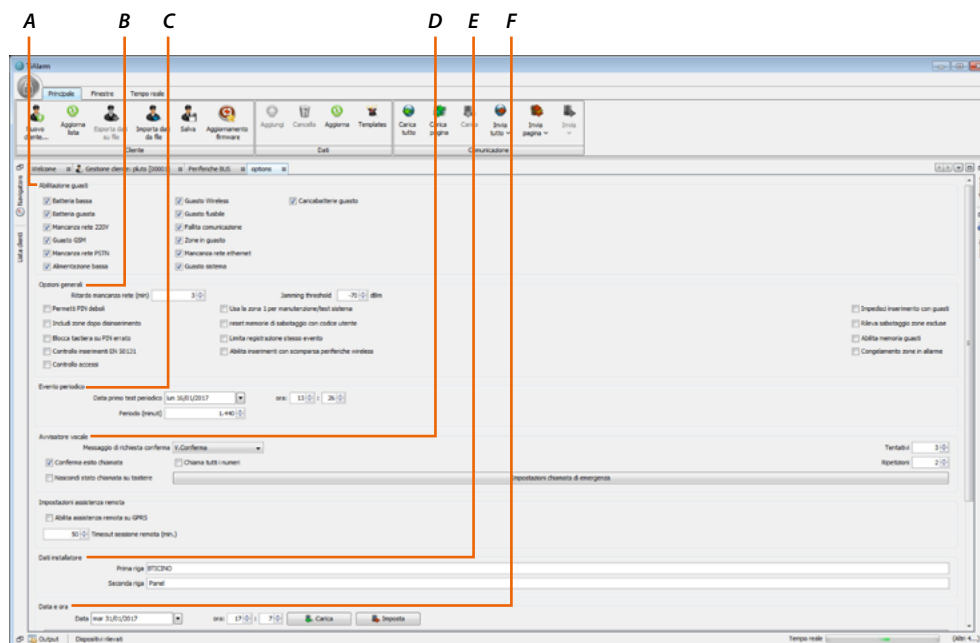 A B C D E F
TiAlarm
Principale Finestre Tempo reale
Nuovo cliente... Aggiorna lista Esporta dati su file Importa dati da file Salva Aggiornamento firmware Aggiungi Cancella Aggiorna Templates Carica tutto Carica pagina Carica Invia tutto Invia pagina Invia
Cliente Dati Comunicazione
Welcome Gestione cliente: pluto [00001] Periferiche BUS options
Navigatore
Lista clienti
Abilitazione guasti
Batteria bassa Guasto Wireless Caricabatterie guasto
Batteria guasta Guasto fusibile
Mancanza rete 220V Fallita comunicazione
Guasto GSM Zone in guasto
Mancanza rete PSTN Mancanza rete ethernet
Alimentazione bassa Guasto sistema
Opzioni generali
Ritardo mancanza rete (min) 3 Jamming threshold -70 dBm
Permetti PIN deboli Usa la zona 1 per manutenzione/test sistema Impedisci inserimento con guasti
Includi zone dopo disinserimento reset memorie di sabotaggio con codice utente Rileva sabotaggio zone escluse
Blocca tastiera su PIN errato Limita registrazione stesso evento Abilita memoria guasti
Controllo inserimenti EN 50131 Abilita inserimenti con scomparsa periferiche wireless Congelamento zone in allarme
Controllo accessi
Evento periodico
Data primo test periodico lun 16/01/2017 ora: 13 : 26
Periodo (minuti) 1.440
Avvisatore vocale
Messaggio di richiesta conferma V.Conferma Tentativi 3
Conferma esito chiamata Chiama tutti i numeri Ripetizioni 2
Nascondi stato chiamata su tastiere Impostazioni chiamata di emergenza
Impostazioni assistenza remota
Abilita assistenza remota su GPRS
50 Timeout sessione remota (min.)
Dati installatore
Prima riga BTICINO
Seconda riga Panel
Data e ora
Data mar 31/01/2017 ora: 17 : 7 Carica Imposta
Output Dispositivi rilevati Tempo reale